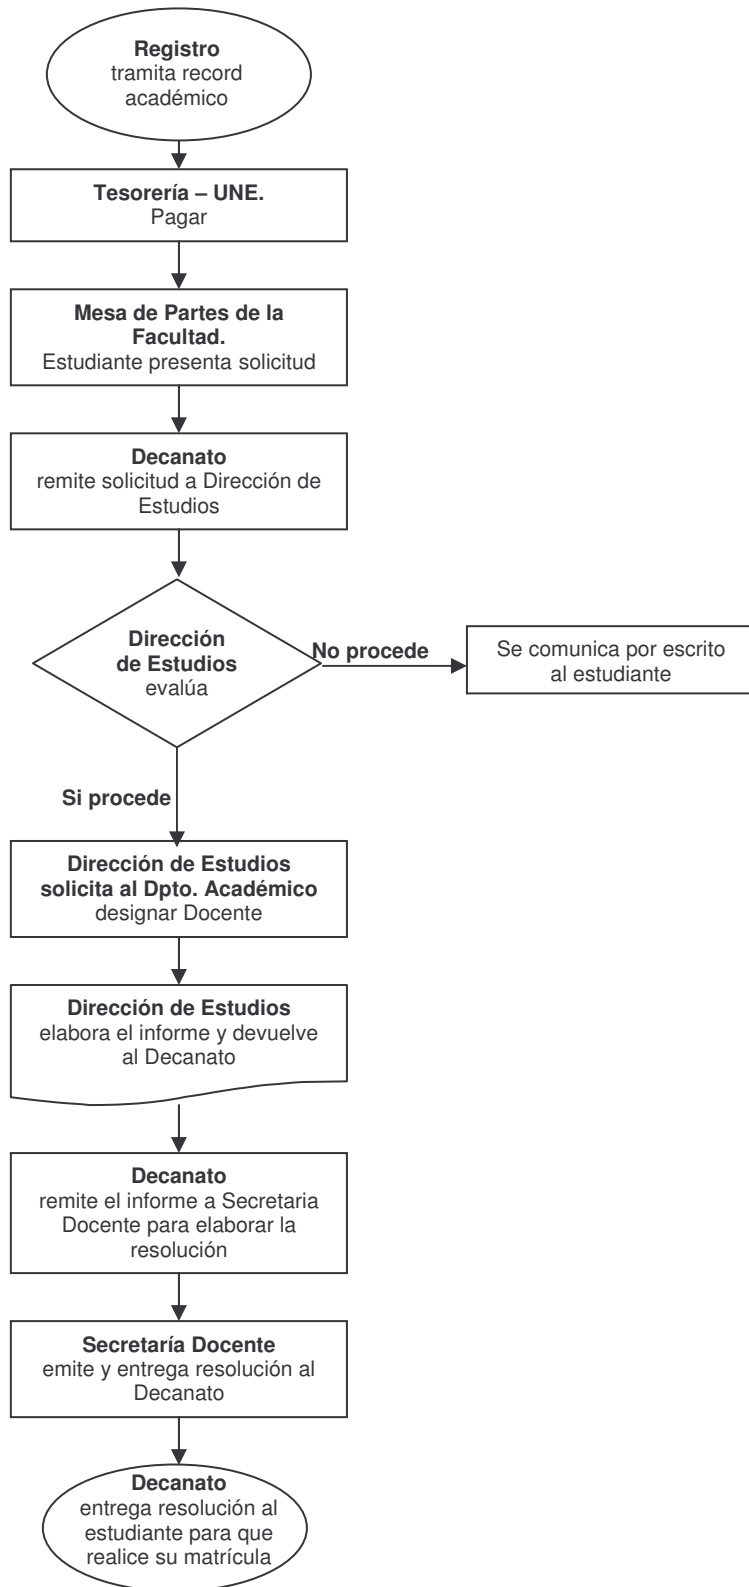 Registro
tramita record
académico
Tesorería – UNE.
Pagar
Mesa de Partes de la
Facultad.
Estudiante presenta solicitud
Decanato
remite solicitud a Dirección de
Estudios
Dirección
de Estudios
evalúa
No procede
Se comunica por escrito
al estudiante
Si procede
Dirección de Estudios
solicita al Dpto. Académico
designar Docente
Dirección de Estudios
elabora el informe y devuelve
al Decanato
Decanato
remite el informe a Secretaria
Docente para elaborar la
resolución
Secretaría Docente
emite y entrega resolución al
Decanato
Decanato
entrega resolución al
estudiante para que
realice su matrícula